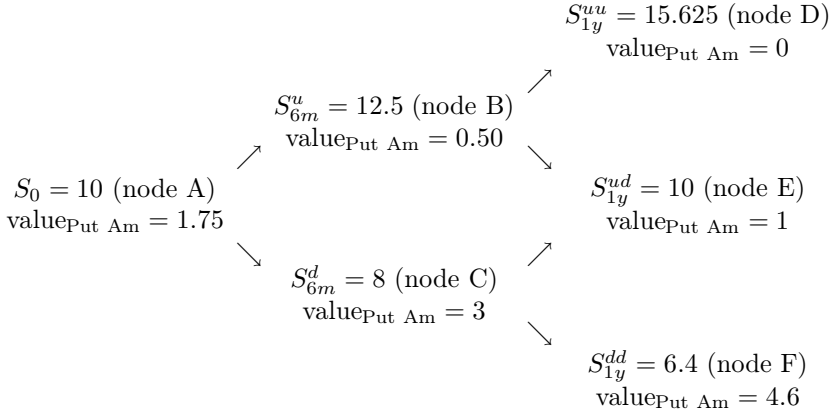 S_{1y}^{uu} = 15.625 (node D)
value_{Put Am} = 0
S_{6m}^{u} = 12.5 (node B)
value_{Put Am} = 0.50
S_0 = 10 (node A)
value_{Put Am} = 1.75
S_{1y}^{ud} = 10 (node E)
value_{Put Am} = 1
S_{6m}^{d} = 8 (node C)
value_{Put Am} = 3
S_{1y}^{dd} = 6.4 (node F)
value_{Put Am} = 4.6